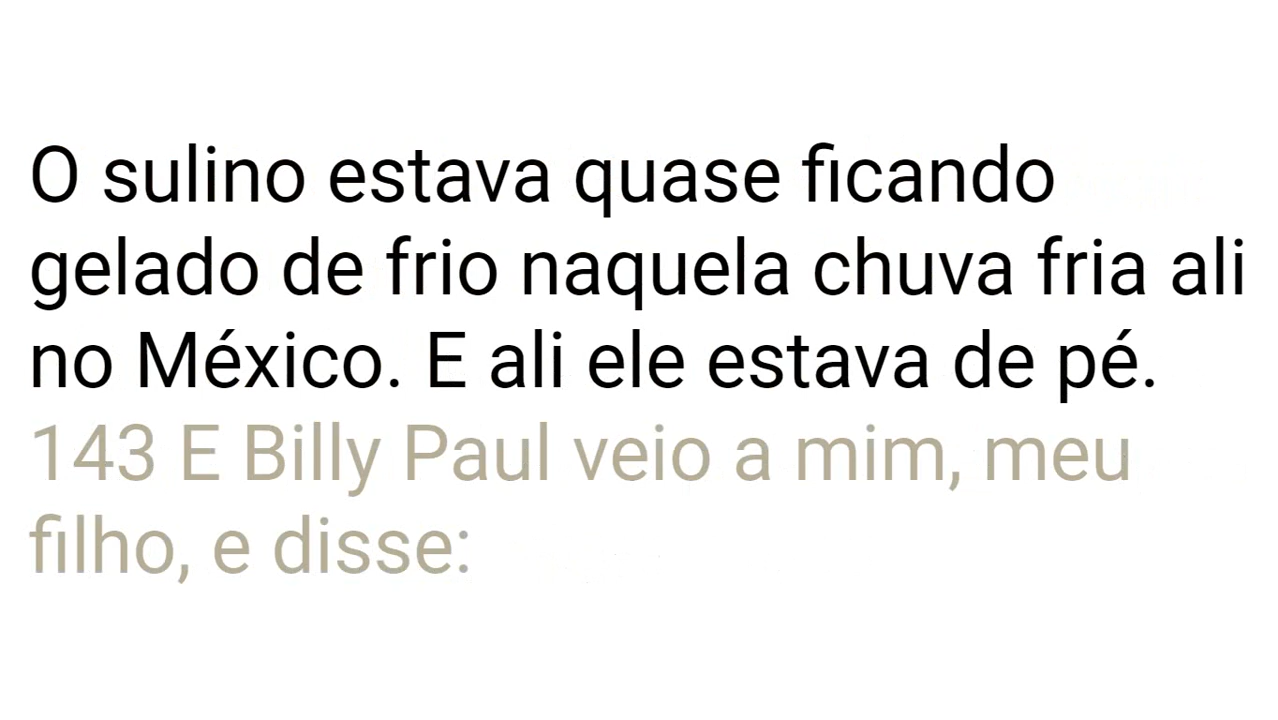 O sulino estava quase ficando
gelado de frio naquela chuva fria ali
no México. E ali ele estava de pé.
143 E Billy Paul veio a mim, meu
filho, e disse: